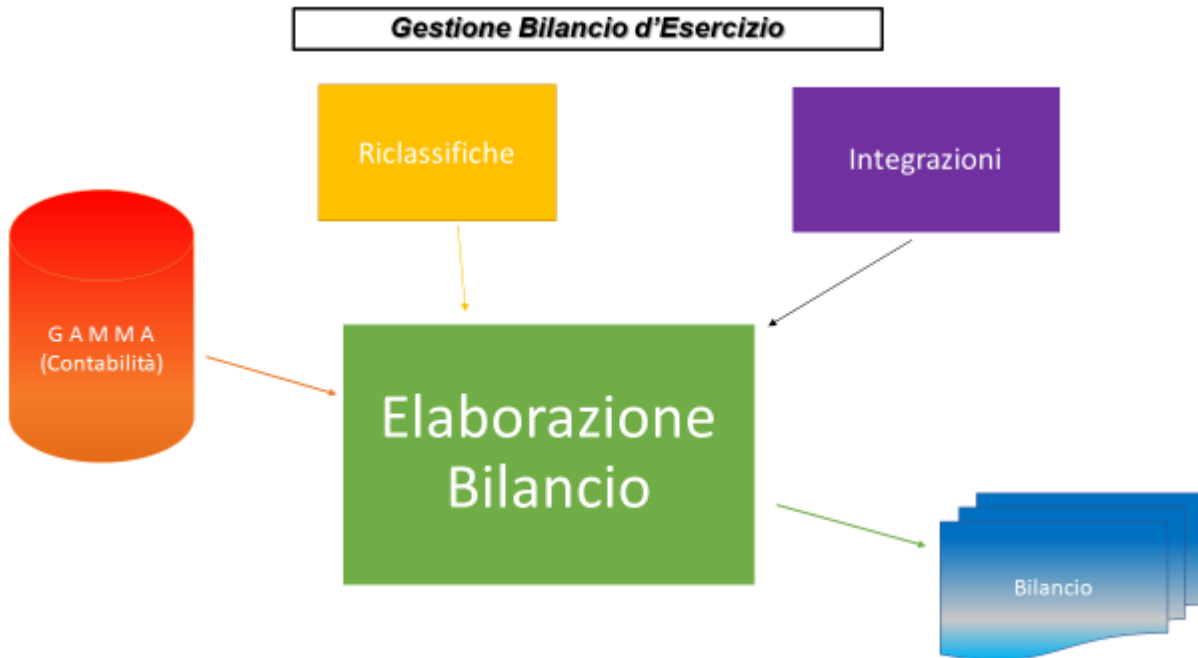 Gestione Bilancio d'Esercizio
Riclassifiche
Integrazioni
G A M M A
(Contabilità)
Elaborazione
Bilancio
Bilancio